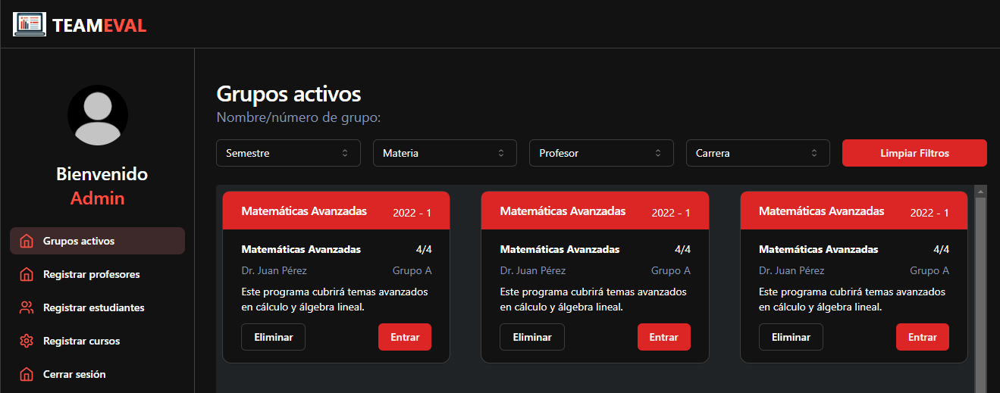 TEAMEVAL
Bienvenido
Admin
Grupos activos
Registrar profesores
Registrar estudiantes
Registrar cursos
Cerrar sesión
Grupos activos
Nombre/número de grupo:
Semestre
Materia
Profesor
Carrera
Limpiar Filtros
Matemáticas Avanzadas 2022 - 1
Matemáticas Avanzadas 4/4
Dr. Juan Pérez Grupo A
Este programa cubrirá temas avanzados
en cálculo y álgebra lineal.
Eliminar Entrar
Matemáticas Avanzadas 2022 - 1
Matemáticas Avanzadas 4/4
Dr. Juan Pérez Grupo A
Este programa cubrirá temas avanzados
en cálculo y álgebra lineal.
Eliminar Entrar
Matemáticas Avanzadas 2022 - 1
Matemáticas Avanzadas 4/4
Dr. Juan Pérez Grupo A
Este programa cubrirá temas avanzados
en cálculo y álgebra lineal.
Eliminar Entrar